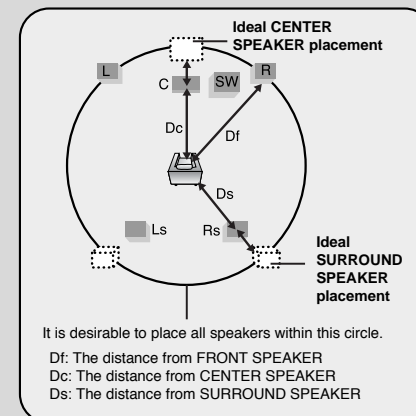 Ideal CENTER
SPEAKER placement
L
R
C
SW
Dc
Df
Ds
Ls
Rs
Ideal
SURROUND
SPEAKER
placement
It is desirable to place all speakers within this circle.
Df: The distance from FRONT SPEAKER
Dc: The distance from CENTER SPEAKER
Ds: The distance from SURROUND SPEAKER